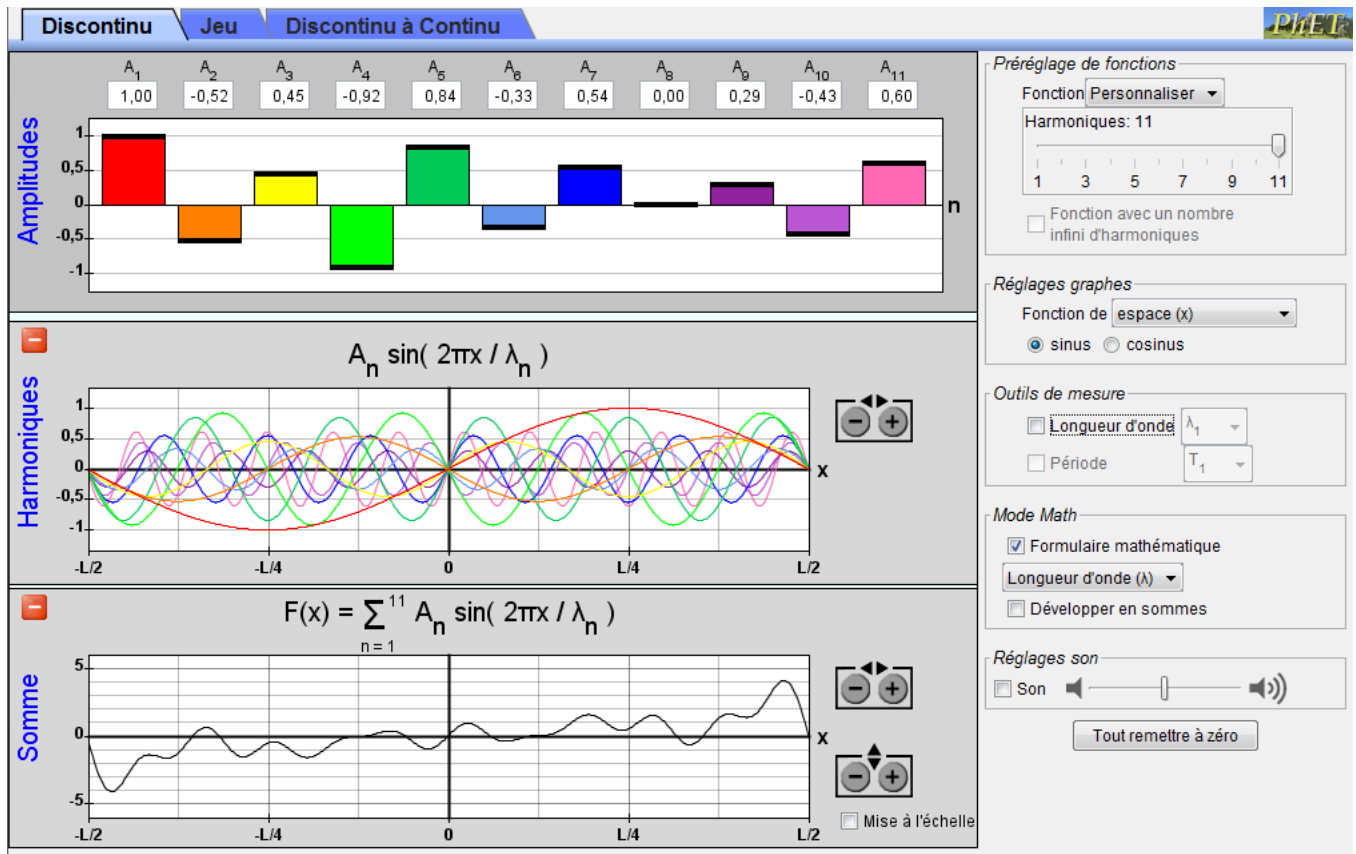 Discontinu Jeu Discontinu à Continu
PhET
A1 A2 A3 A4 A5 A6 A7 A8 A9 A10 A11
1,00 -0,52 0,45 -0,92 0,84 -0,33 0,54 0,00 0,29 -0,43 0,60
Amplitudes
1
0,5
0
-0,5
-1
n
Harmoniques
An sin( 2πx / λn )
1
0,5
0
-0,5
-1
x
-L/2 -L/4 0 L/4 L/2
Somme
F(x) = ∑ 11 An sin( 2πx / λn )
n = 1
5
0
-5
x
-L/2 -L/4 0 L/4 L/2
Mise à l'échelle
Préréglage de fonctions
Fonction Personnaliser
Harmoniques: 11
1 3 5 7 9 11
Fonction avec un nombre
infini d'harmoniques
Réglages graphes
Fonction de espace (x)
sinus cosinus
Outils de mesure
Longueur d'onde λ1
Période T1
Mode Math
Formulaire mathématique
Longueur d'onde (λ)
Développer en sommes
Réglages son
Son
Tout remettre à zéro